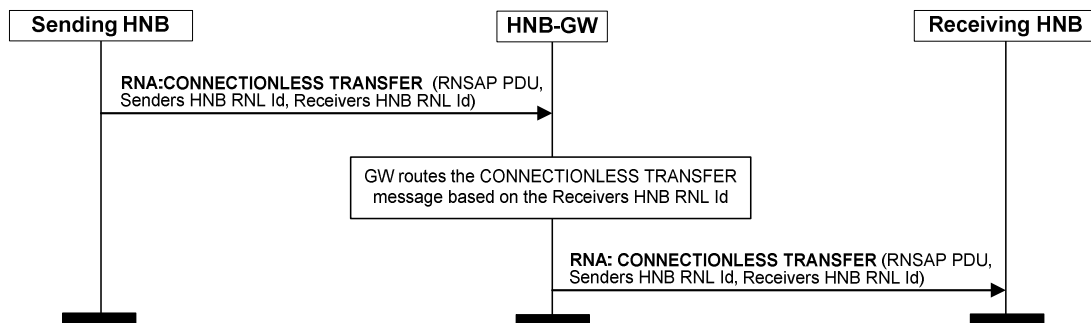 Sending HNB
HNB-GW
Receiving HNB
RNA:CONNECTIONLESS TRANSFER (RNSAP PDU,
Senders HNB RNL Id, Receivers HNB RNL Id)
GW routes the CONNECTIONLESS TRANSFER
message based on the Receivers HNB RNL Id
RNA: CONNECTIONLESS TRANSFER (RNSAP PDU,
Senders HNB RNL Id, Receivers HNB RNL Id)